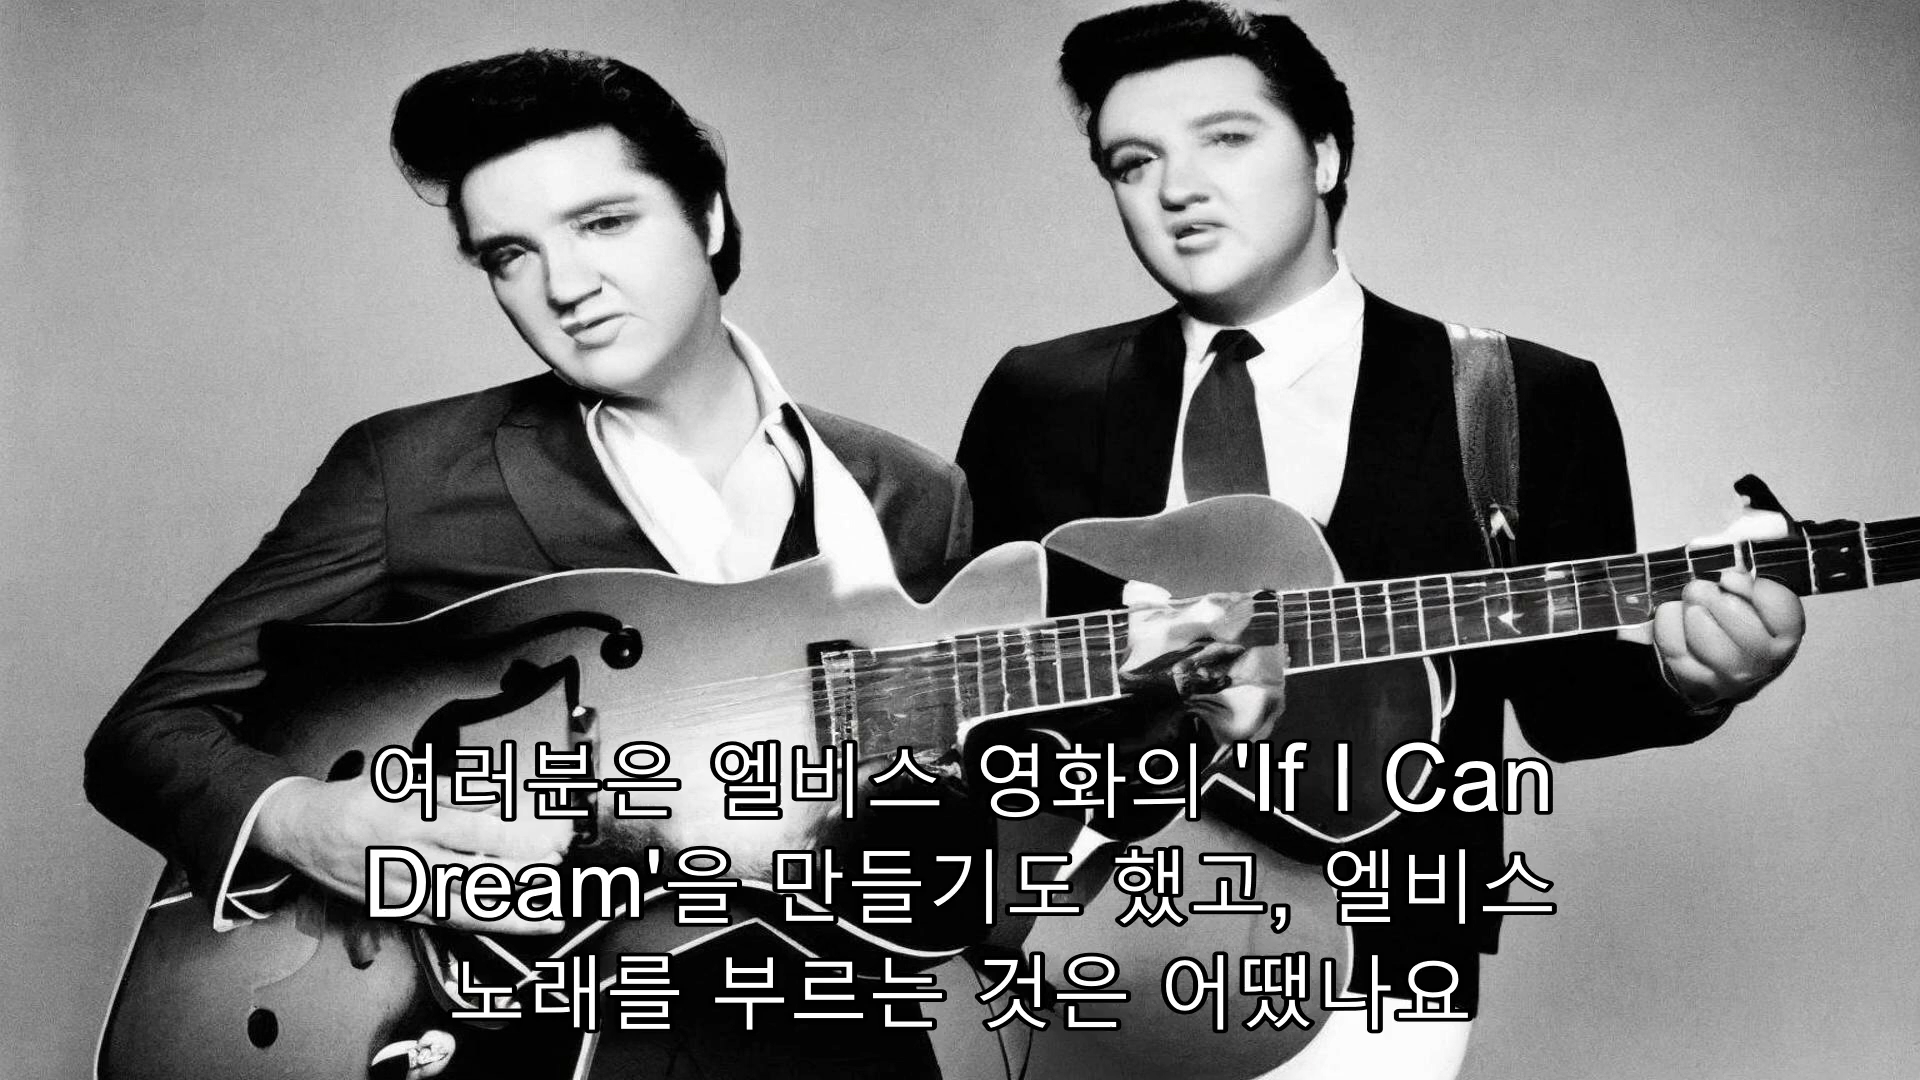 여러분은 엘비스 영화의 'If I Can
Dream'을 만들기도 했고, 엘비스
노래를 부르는 것은 어땠나요